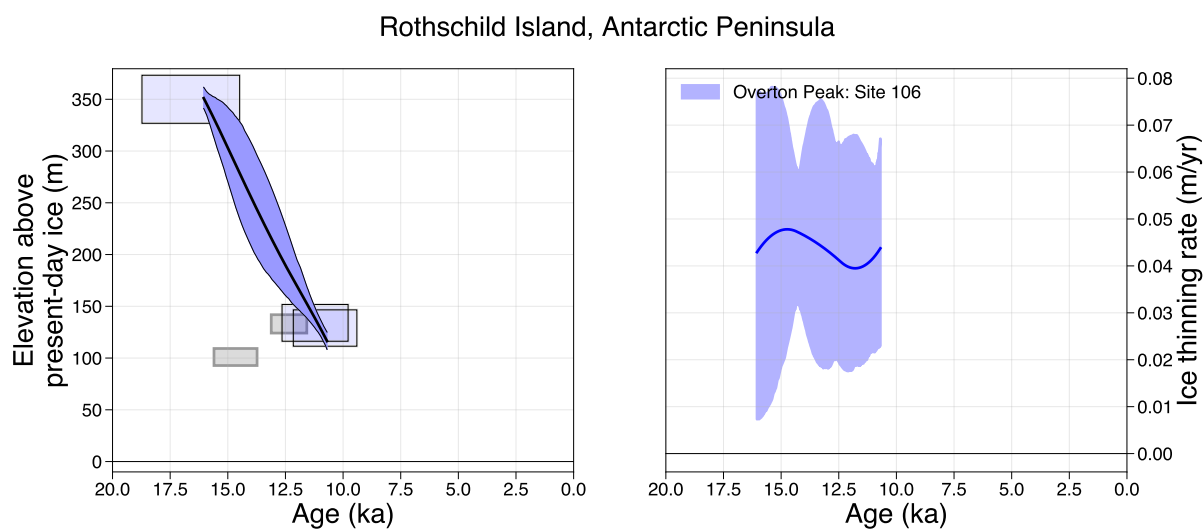 Rothschild Island, Antarctic Peninsula
Elevation above
present-day ice (m)
350
300
250
200
150
100
50
0
20.0 17.5 15.0 12.5 10.0 7.5 5.0 2.5 0.0
Age (ka)
Overton Peak: Site 106
0.08
0.07
0.06
0.05
0.04
0.03
0.02
0.01
0.00
Ice thinning rate (m/yr)
20.0 17.5 15.0 12.5 10.0 7.5 5.0 2.5 0.0
Age (ka)